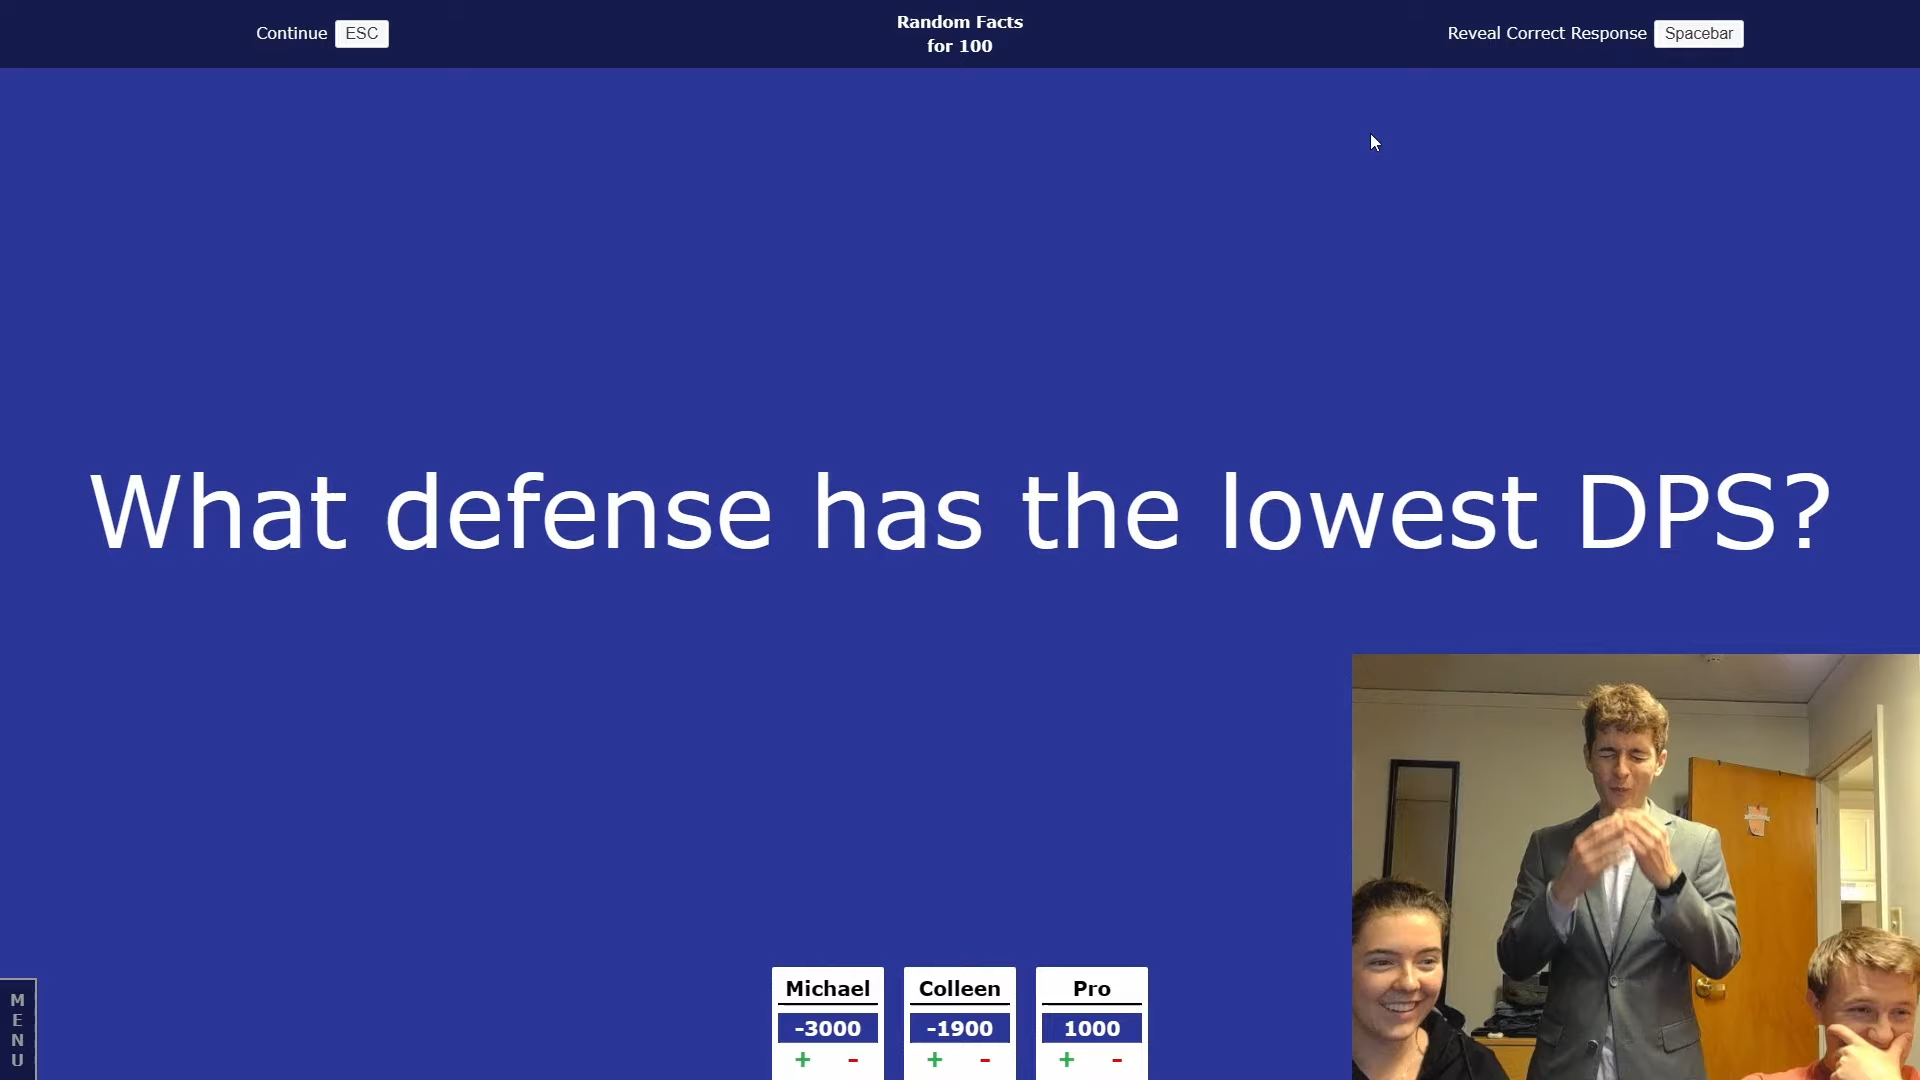 Continue ESC
Random Facts
for 100
Reveal Correct Response Spacebar
What defense has the lowest DPS?
MENU
Michael
-3000
+ -
Colleen
-1900
+ -
Pro
1000
+ -